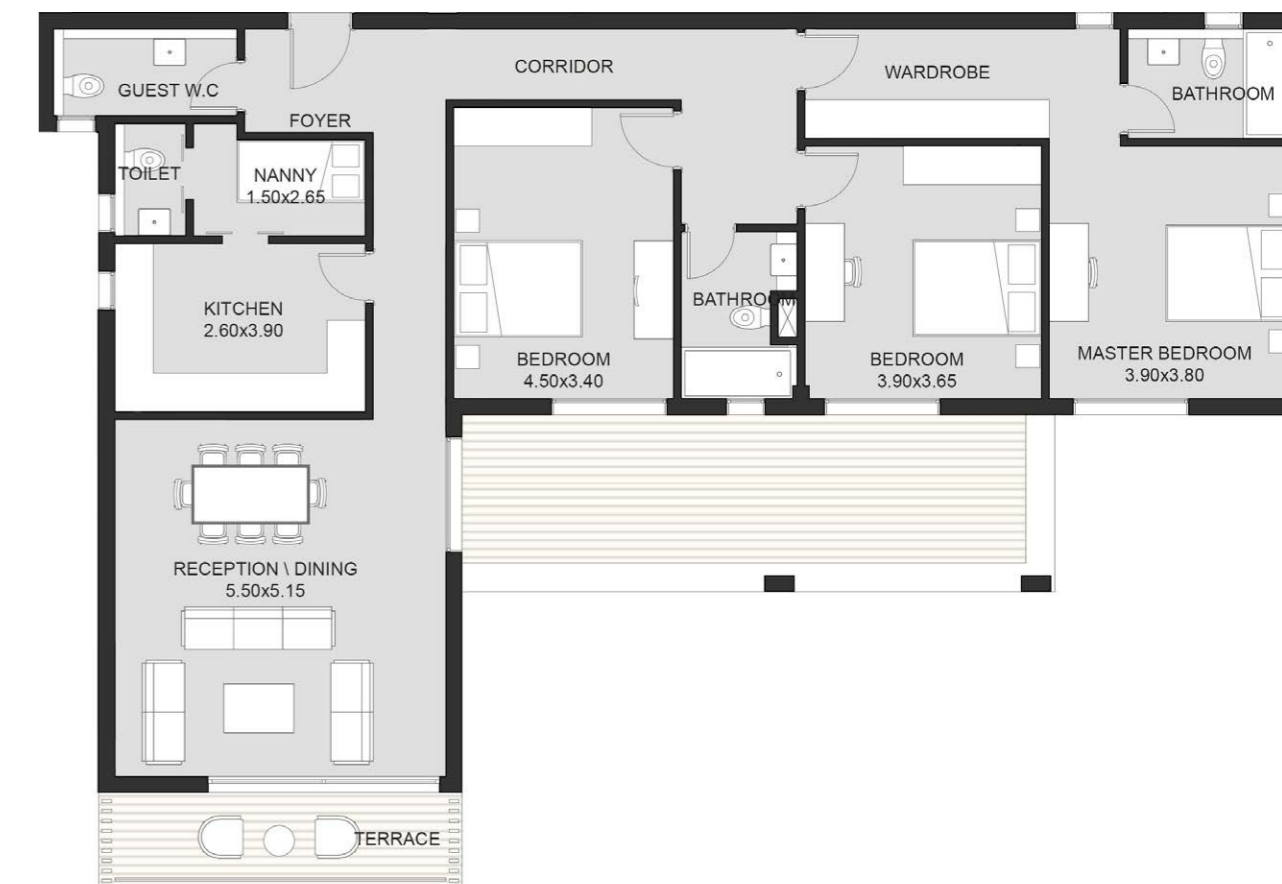 CORRIDOR
WARDROBE
GUEST W.C
BATHROOM
FOYER
TOILET
NANNY
1.50x2.65
KITCHEN
2.60x3.90
BATHROOM
BEDROOM
4.50x3.40
BEDROOM
3.90x3.65
MASTER BEDROOM
3.90x3.80
RECEPTION \ DINING
5.50x5.15
TERRACE